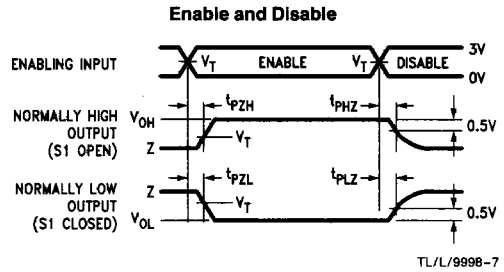 Enable and Disable
ENABLING INPUT
V_T ENABLE V_T DISABLE
3V
0V
NORMALLY HIGH
OUTPUT
(S1 OPEN)
V_OH
Z
t_PZH
V_T
t_PHZ
0.5V
NORMALLY LOW
OUTPUT
(S1 CLOSED)
Z
V_OL
t_PZL
V_T
t_PLZ
0.5V
TL/L/9998-7